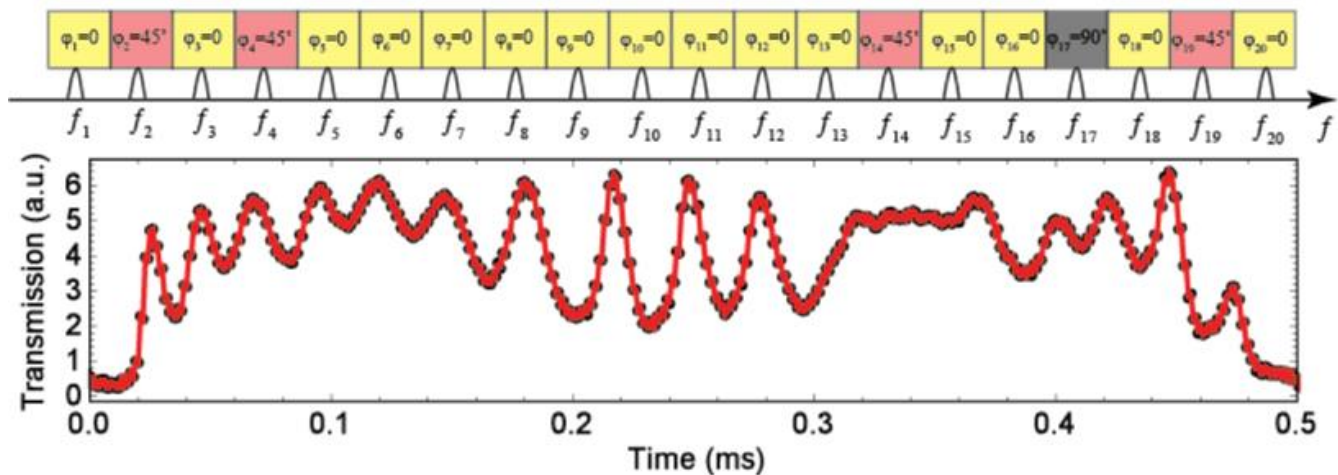 φ₁=0 φ₂=45° φ₃=0 φ₄=45° φ₅=0 φ₆=0 φ₇=0 φ₈=0 φ₉=0 φ₁₀=0 φ₁₁=0 φ₁₂=0 φ₁₃=0 φ₁₄=45° φ₁₅=0 φ₁₆=0 φ₁₇=90° φ₁₈=0 φ₁₉=45° φ₂₀=0
f₁ f₂ f₃ f₄ f₅ f₆ f₇ f₈ f₉ f₁₀ f₁₁ f₁₂ f₁₃ f₁₄ f₁₅ f₁₆ f₁₇ f₁₈ f₁₉ f₂₀ f
Transmission (a.u.)
6
5
4
3
2
1
0
0.0 0.1 0.2 0.3 0.4 0.5
Time (ms)